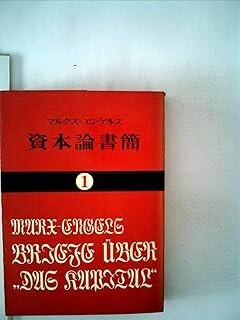 マルクス=エンゲルス
資本論書簡
1
MARX-ENGELS
BRIEFE ÜBER
„DAS KAPITAL“